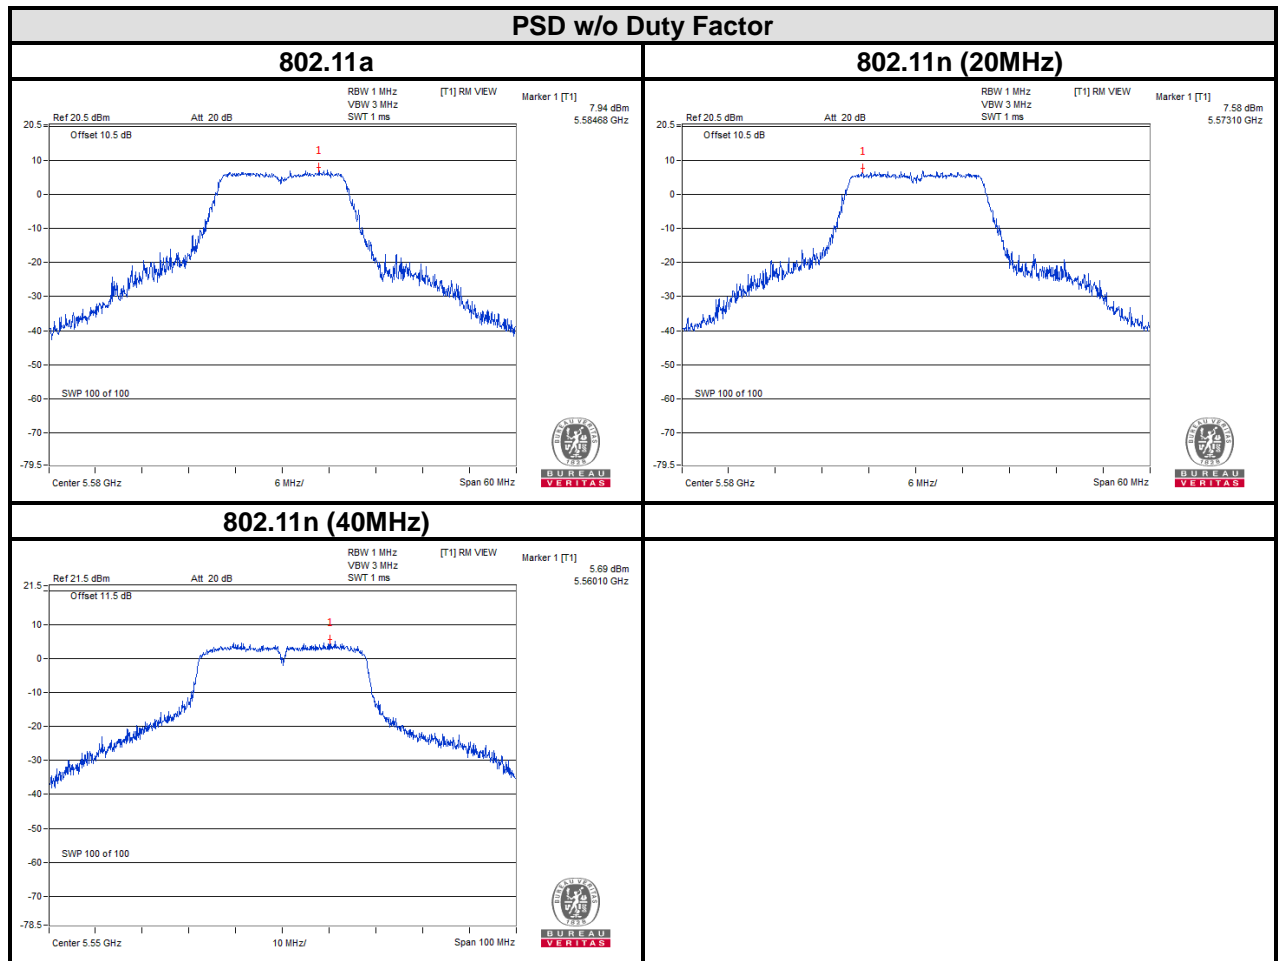 PSD w/o Duty Factor
802.11a
802.11n (20MHz)
RBW 1 MHz
[T1] RM VIEW
Marker 1 [T1]
VBW 3 MHz
7.94 dBm
Ref 20.5 dBm
Att 20 dB
SWT 1 ms
5.58468 GHz
20.5
Offset 10.5 dB
1
10
0
-10
-20
-30
-40
-50
SWP 100 of 100
-60
-70
-79.5
Center 5.58 GHz
6 MHz/
Span 60 MHz
BUREAU VERITAS
1828
BUREAU
VERITAS
RBW 1 MHz
[T1] RM VIEW
Marker 1 [T1]
VBW 3 MHz
7.58 dBm
Ref 20.5 dBm
Att 20 dB
SWT 1 ms
5.57310 GHz
20.5
Offset 10.5 dB
1
10
0
-10
-20
-30
-40
-50
SWP 100 of 100
-60
-70
-79.5
Center 5.58 GHz
6 MHz/
Span 60 MHz
BUREAU VERITAS
1828
BUREAU
VERITAS
802.11n (40MHz)
RBW 1 MHz
[T1] RM VIEW
Marker 1 [T1]
VBW 3 MHz
5.69 dBm
Ref 21.5 dBm
Att 20 dB
SWT 1 ms
5.56010 GHz
21.5
Offset 11.5 dB
1
10
0
-10
-20
-30
-40
-50
SWP 100 of 100
-60
-70
-78.5
Center 5.55 GHz
10 MHz/
Span 100 MHz
BUREAU VERITAS
1828
BUREAU
VERITAS